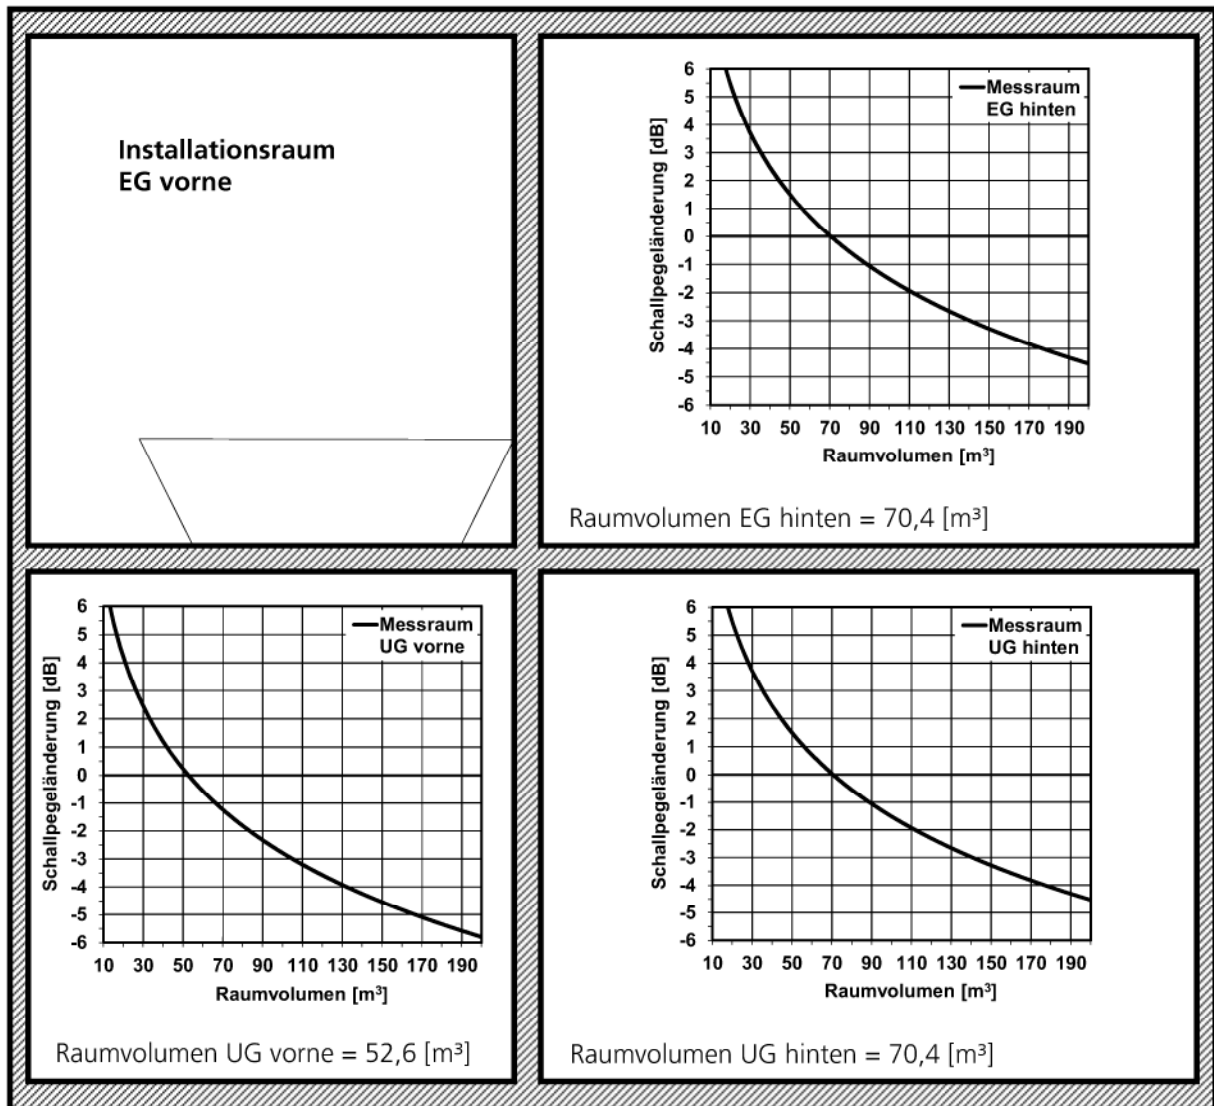 Installationsraum
EG vorne
6
5
4
3
2
1
0
-1
-2
-3
-4
-5
-6
Schallpegeländerung [dB]
Messraum
EG hinten
10 30 50 70 90 110 130 150 170 190
Raumvolumen [m³]
Raumvolumen EG hinten = 70,4 [m³]
6
5
4
3
2
1
0
-1
-2
-3
-4
-5
-6
Schallpegeländerung [dB]
Messraum
UG vorne
10 30 50 70 90 110 130 150 170 190
Raumvolumen [m³]
Raumvolumen UG vorne = 52,6 [m³]
6
5
4
3
2
1
0
-1
-2
-3
-4
-5
-6
Schallpegeländerung [dB]
Messraum
UG hinten
10 30 50 70 90 110 130 150 170 190
Raumvolumen [m³]
Raumvolumen UG hinten = 70,4 [m³]